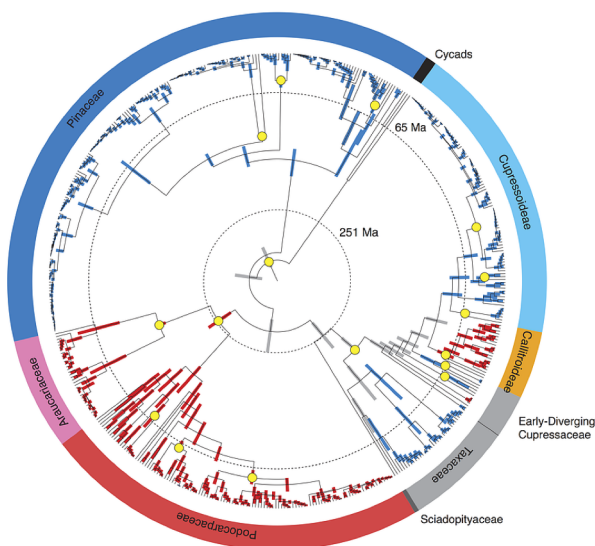 Cycads
Pinaceae
65 Ma
Cupressoideae
251 Ma
Callitroideae
Araucariaceae
Early-Diverging
Cupressaceae
Taxaceae
Sciadopityaceae
Podocarpaceae